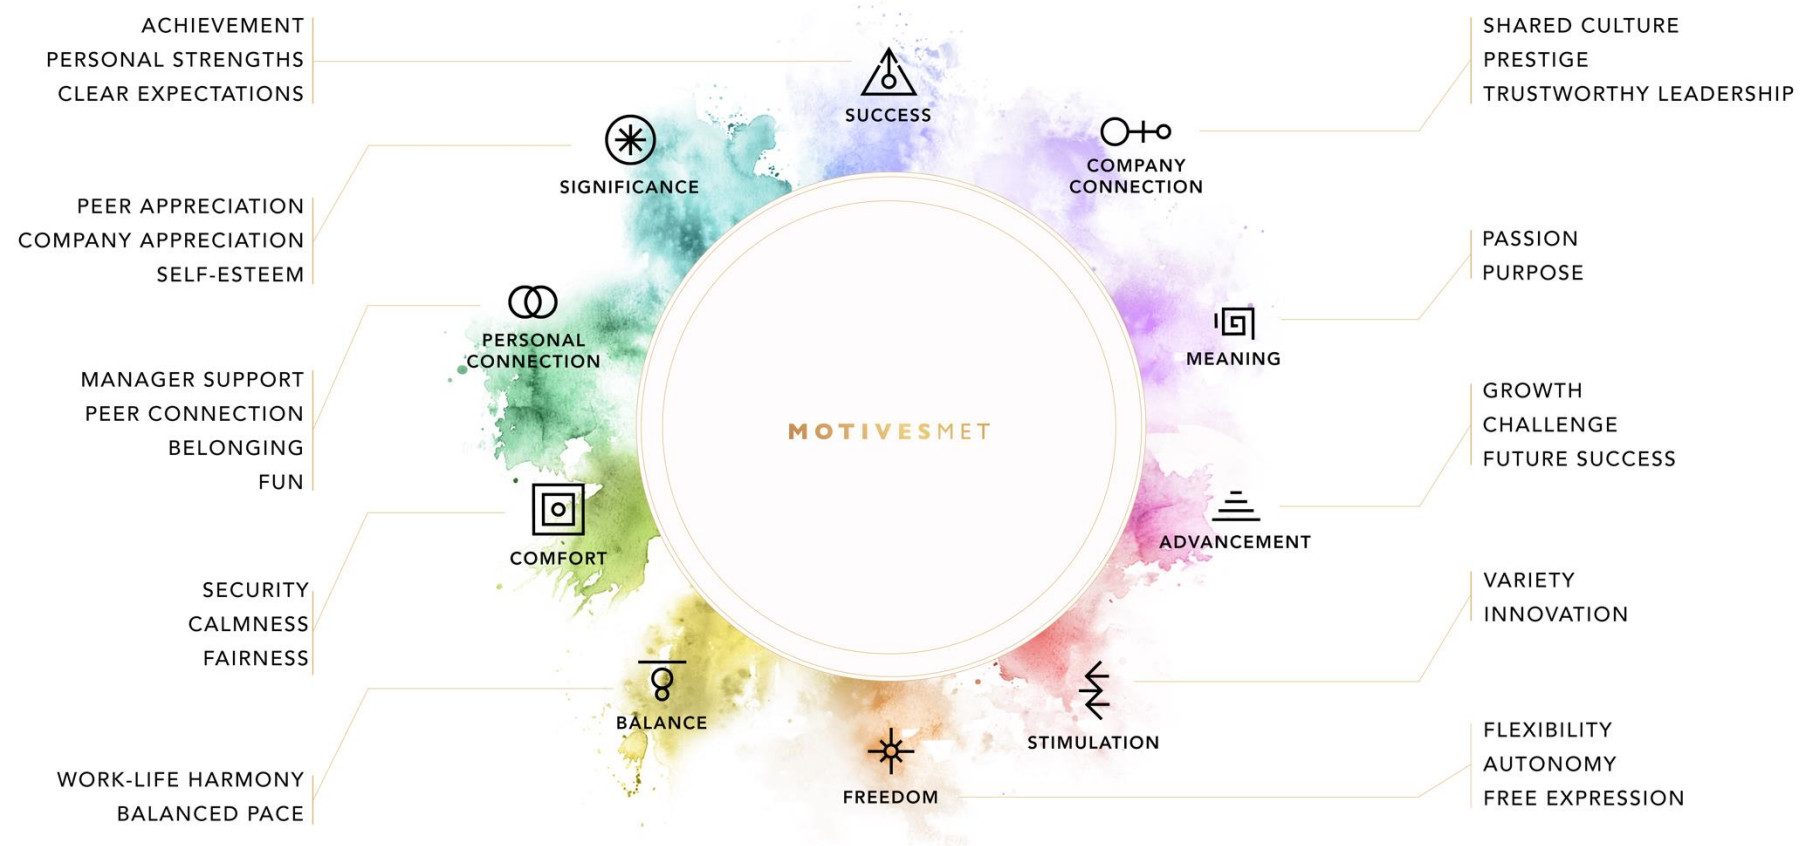 ACHIEVEMENT
PERSONAL STRENGTHS
CLEAR EXPECTATIONS
SUCCESS
SHARED CULTURE
PRESTIGE
TRUSTWORTHY LEADERSHIP
COMPANY
CONNECTION
SIGNIFICANCE
PEER APPRECIATION
COMPANY APPRECIATION
SELF-ESTEEM
PASSION
PURPOSE
MEANING
PERSONAL
CONNECTION
MANAGER SUPPORT
PEER CONNECTION
BELONGING
FUN
MOTIVESMET
GROWTH
CHALLENGE
FUTURE SUCCESS
ADVANCEMENT
COMFORT
SECURITY
CALMNESS
FAIRNESS
VARIETY
INNOVATION
STIMULATION
BALANCE
WORK-LIFE HARMONY
BALANCED PACE
FREEDOM
FLEXIBILITY
AUTONOMY
FREE EXPRESSION